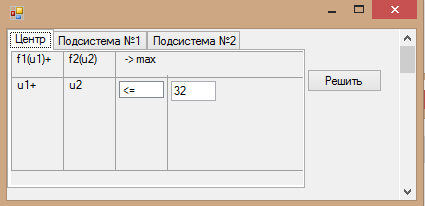 Центр Подсистема №1 Подсистема №2
f1(u1)+ f2(u2) -> max
Решить
u1+ u2 <= 32